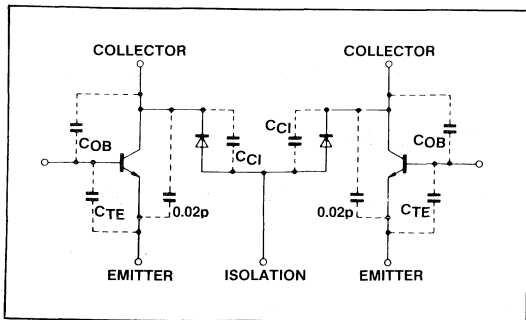 COLLECTOR COLLECTOR
COB CCI CCI COB
CTE 0.02p 0.02p CTE
EMITTER ISOLATION EMITTER